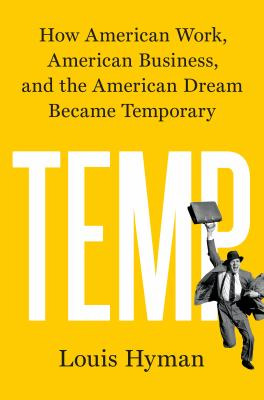 How American Work,
American Business,
and the American Dream
Became Temporary
TEMP
Louis Hyman